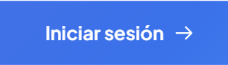 Iniciar sesión →